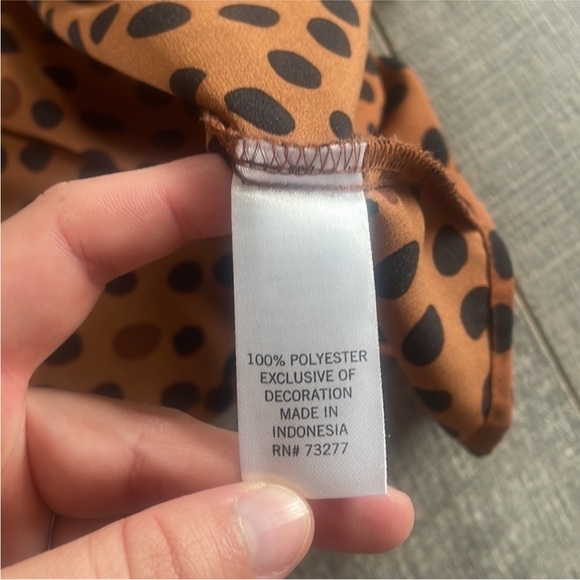 100% POLYESTER
EXCLUSIVE OF
DECORATION
MADE IN
INDONESIA
RN# 73277